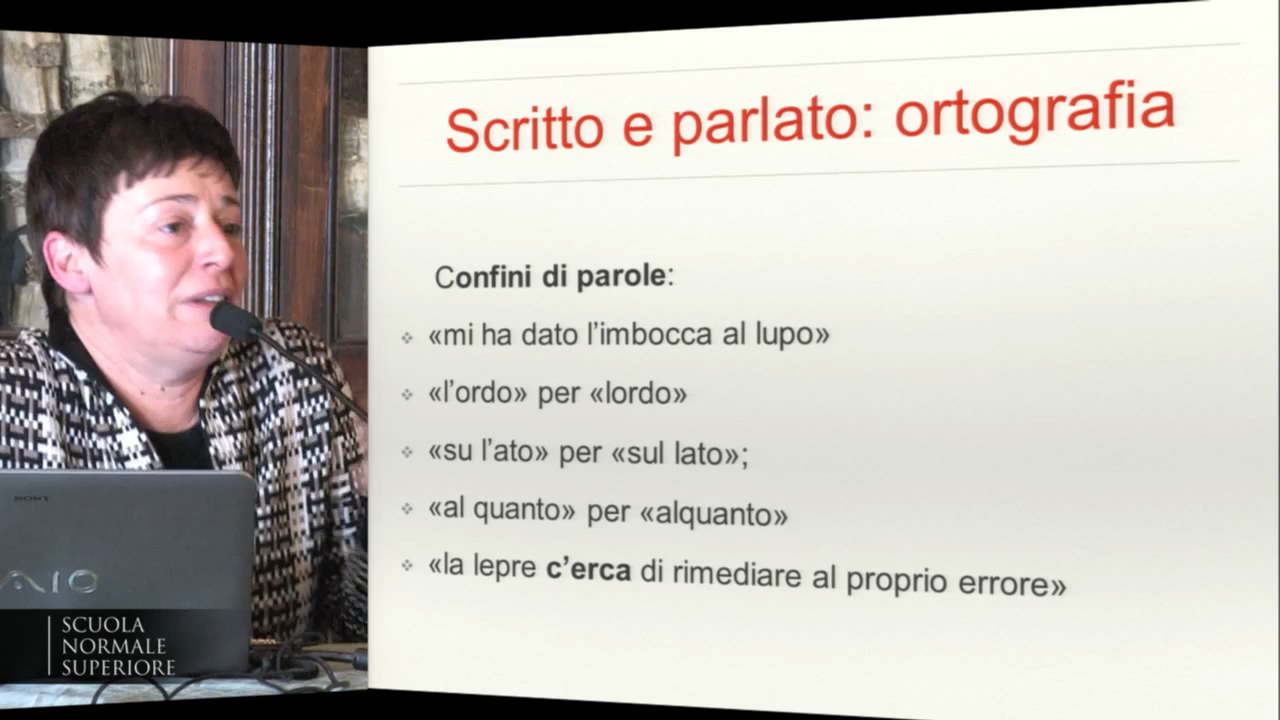 Scritto e parlato: ortografia
Confini di parole:
«mi ha dato l’imbocca al lupo»
«l’ordo» per «lordo»
«su l’ato» per «sul lato»;
«al quanto» per «alquanto»
«la lepre c’erca di rimediare al proprio errore»
SONY
VAIO
SCUOLA
NORMALE
SUPERIORE